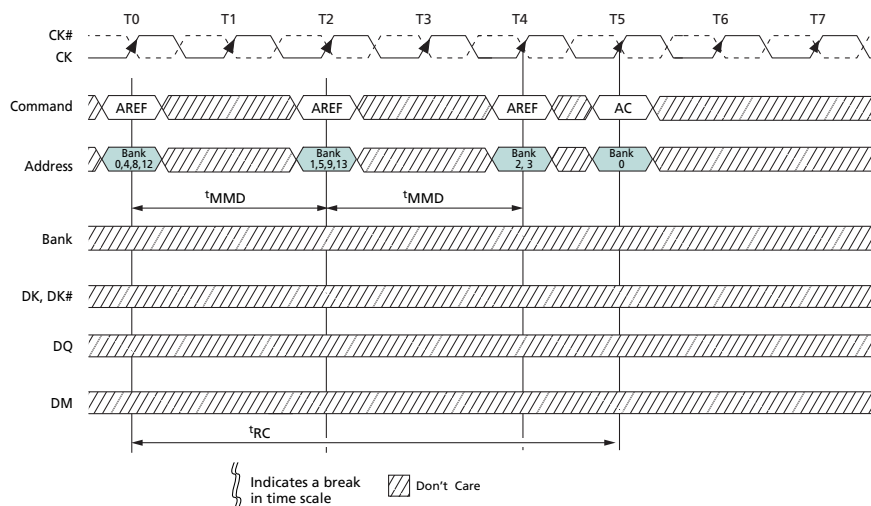 T0 T1 T2 T3 T4 T5 T6 T7
CK#
CK
Command AREF AREF AREF AC
Address Bank 0,4,8,12 Bank 1,5,9,13 Bank 2, 3 Bank 0
tMMD tMMD
Bank
DK, DK#
DQ
DM
tRC
Indicates a break
in time scale
Don't Care